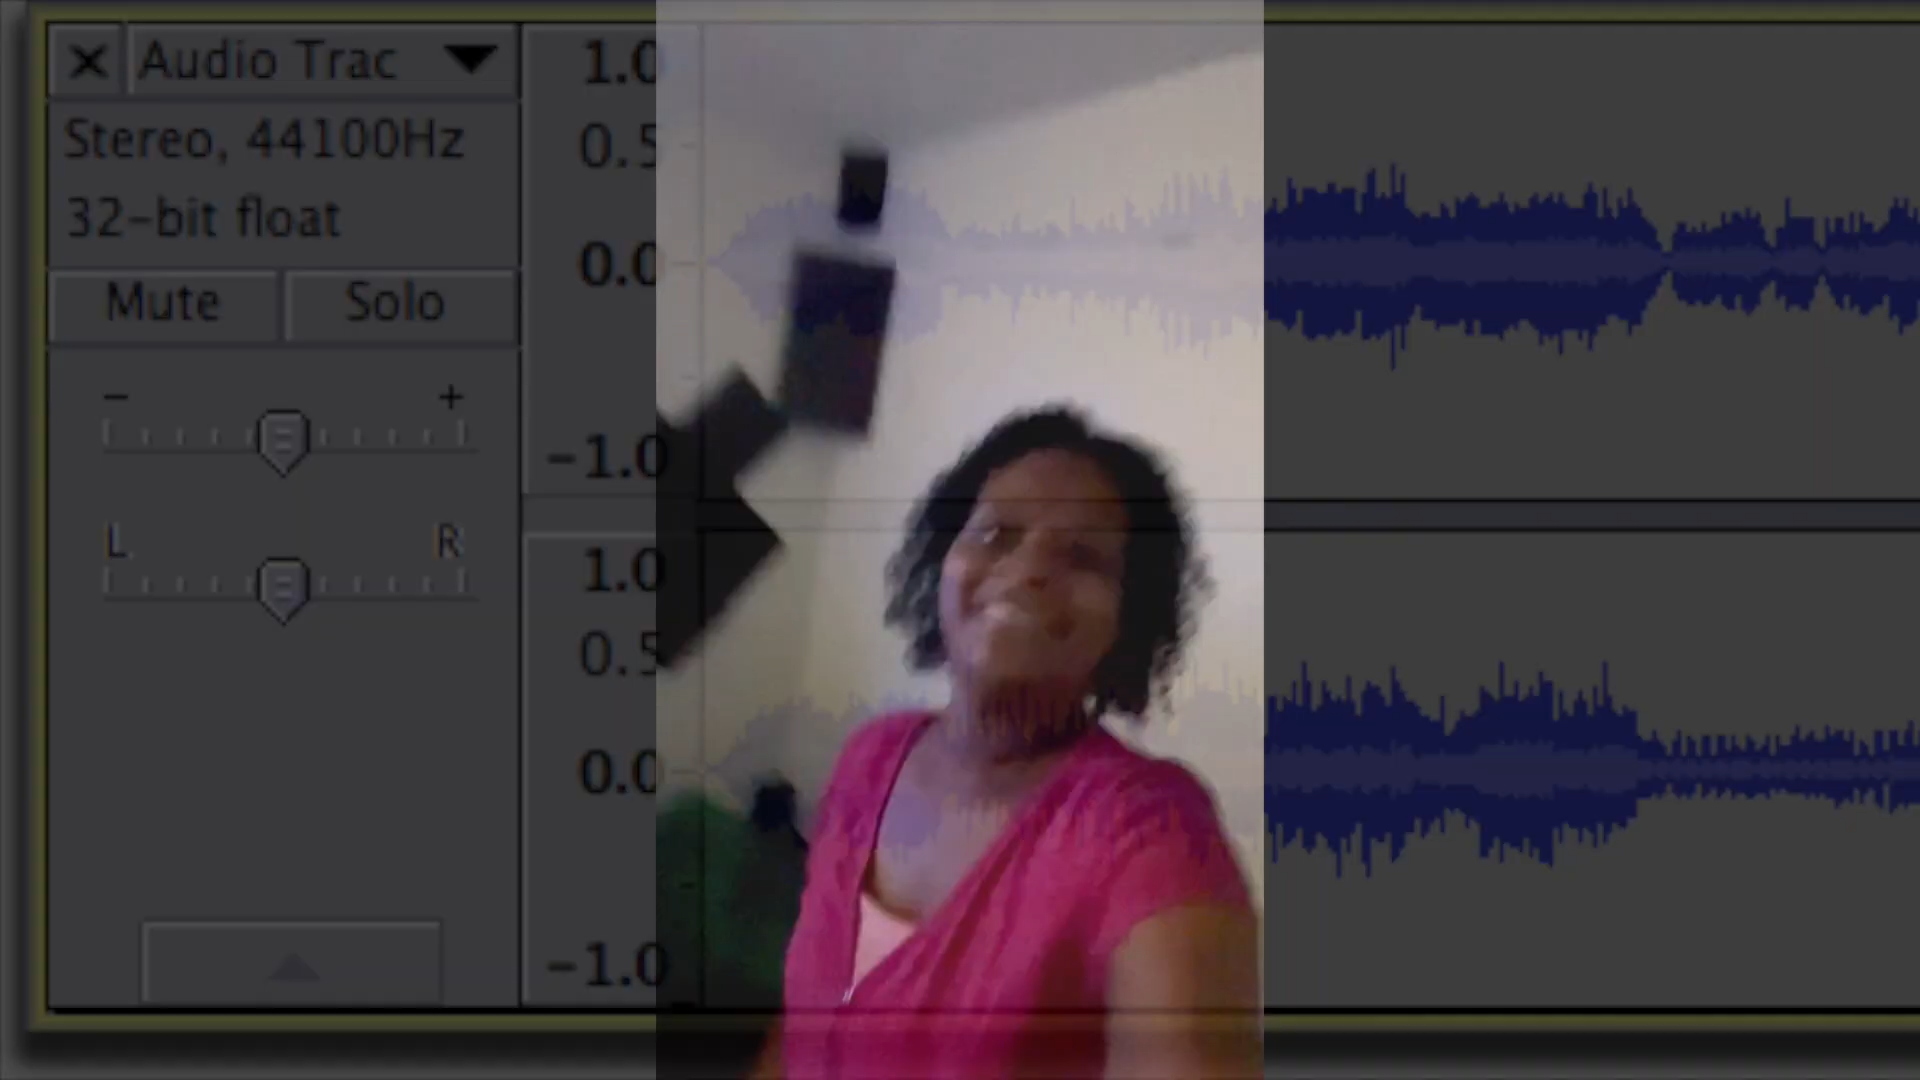 × Audio Trac
Stereo, 44100Hz
32-bit float
Mute Solo
- +
L R
1.0
0.5
0.0
-1.0
1.0
0.5
0.0
-1.0